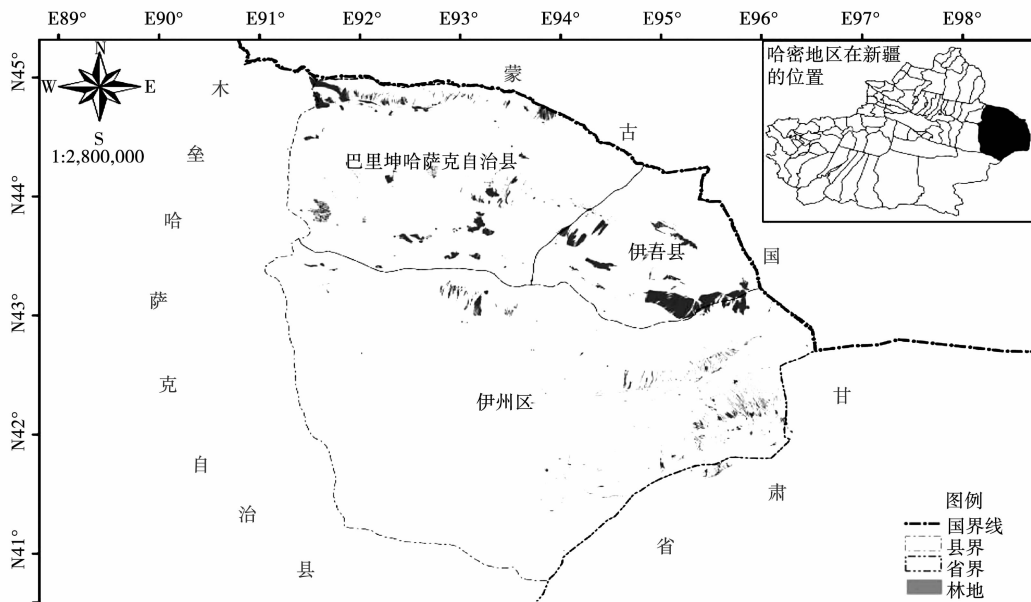 E89° E90° E91° E92° E93° E94° E95° E96° E97° E98°
N45°
N44°
N43°
N42°
N41°
N
W E
S
1:2,800,000
哈密地区在新疆
的位置
蒙
古
国
木
垒
哈
萨
克
自
治
县
巴里坤哈萨克自治县
伊吾县
伊州区
甘
肃
省
图例
国界线
县界
省界
林地